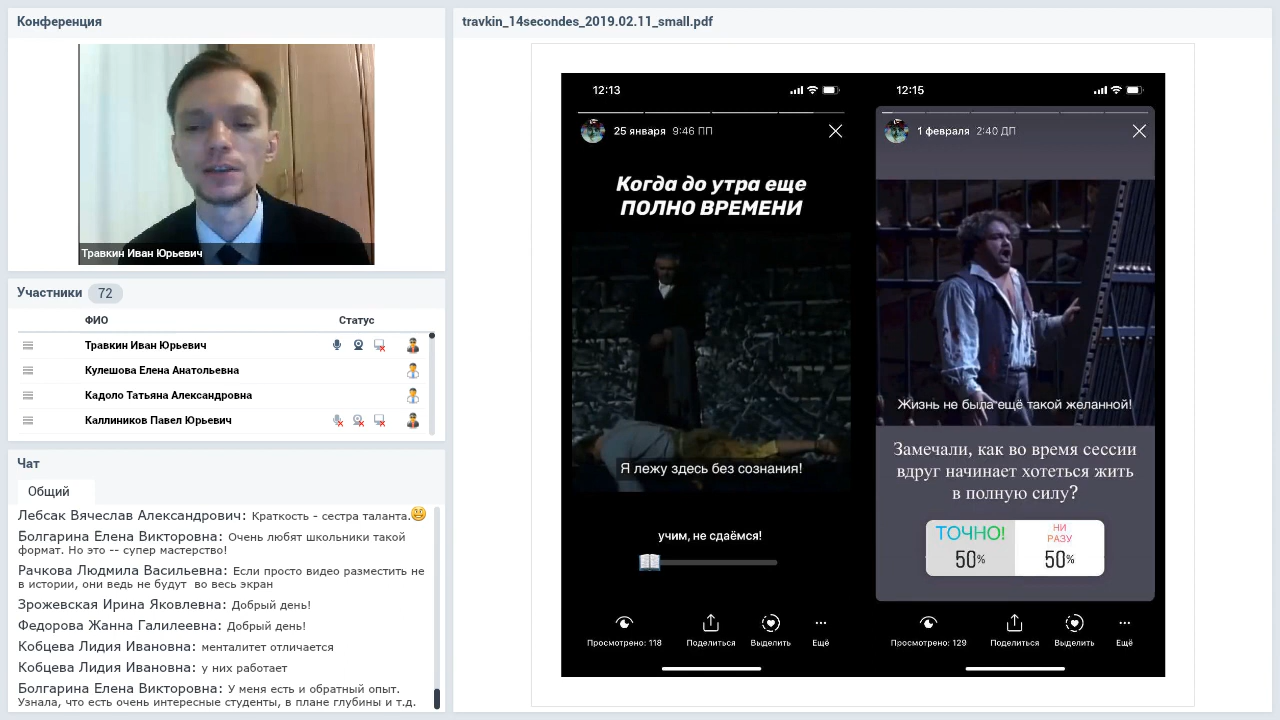 Конференция
Травкин Иван Юрьевич
Участники 72
ФИО Статус
Травкин Иван Юрьевич
Кулешова Елена Анатольевна
Кадоло Татьяна Александровна
Каллиников Павел Юрьевич
Чат
Общий
Лебсак Вячеслав Александрович: Краткость - сестра таланта.
Болгарина Елена Викторовна: Очень любят школьники такой
формат. Но это -- супер мастерство!
Рачкова Людмила Васильевна: Если просто видео разместить не
в истории, они ведь не будут во весь экран
Зрожевская Ирина Яковлевна: Добрый день!
Федорова Жанна Галилеевна: Добрый день!
Кобцева Лидия Ивановна: менталитет отличается
Кобцева Лидия Ивановна: у них работает
Болгарина Елена Викторовна: У меня есть и обратный опыт.
Узнала, что есть очень интересные студенты, в плане глубины и т.д.
travkin_14secondes_2019.02.11_small.pdf
12:13
25 января 9:46 ПП
Когда до утра еще
ПОЛНО ВРЕМЕНИ
Я лежу здесь без сознания!
учим, не сдаёмся!
Просмотрено: 118 Поделиться Выделить Ещё
12:15
1 февраля 2:40 ДП
Жизнь не была ещё такой желанной!
Замечали, как во время сессии
вдруг начинает хотеться жить
в полную силу?
ТОЧНО!
50%
НИ
РАЗУ
50%
Просмотрено: 129 Поделиться Выделить Ещё